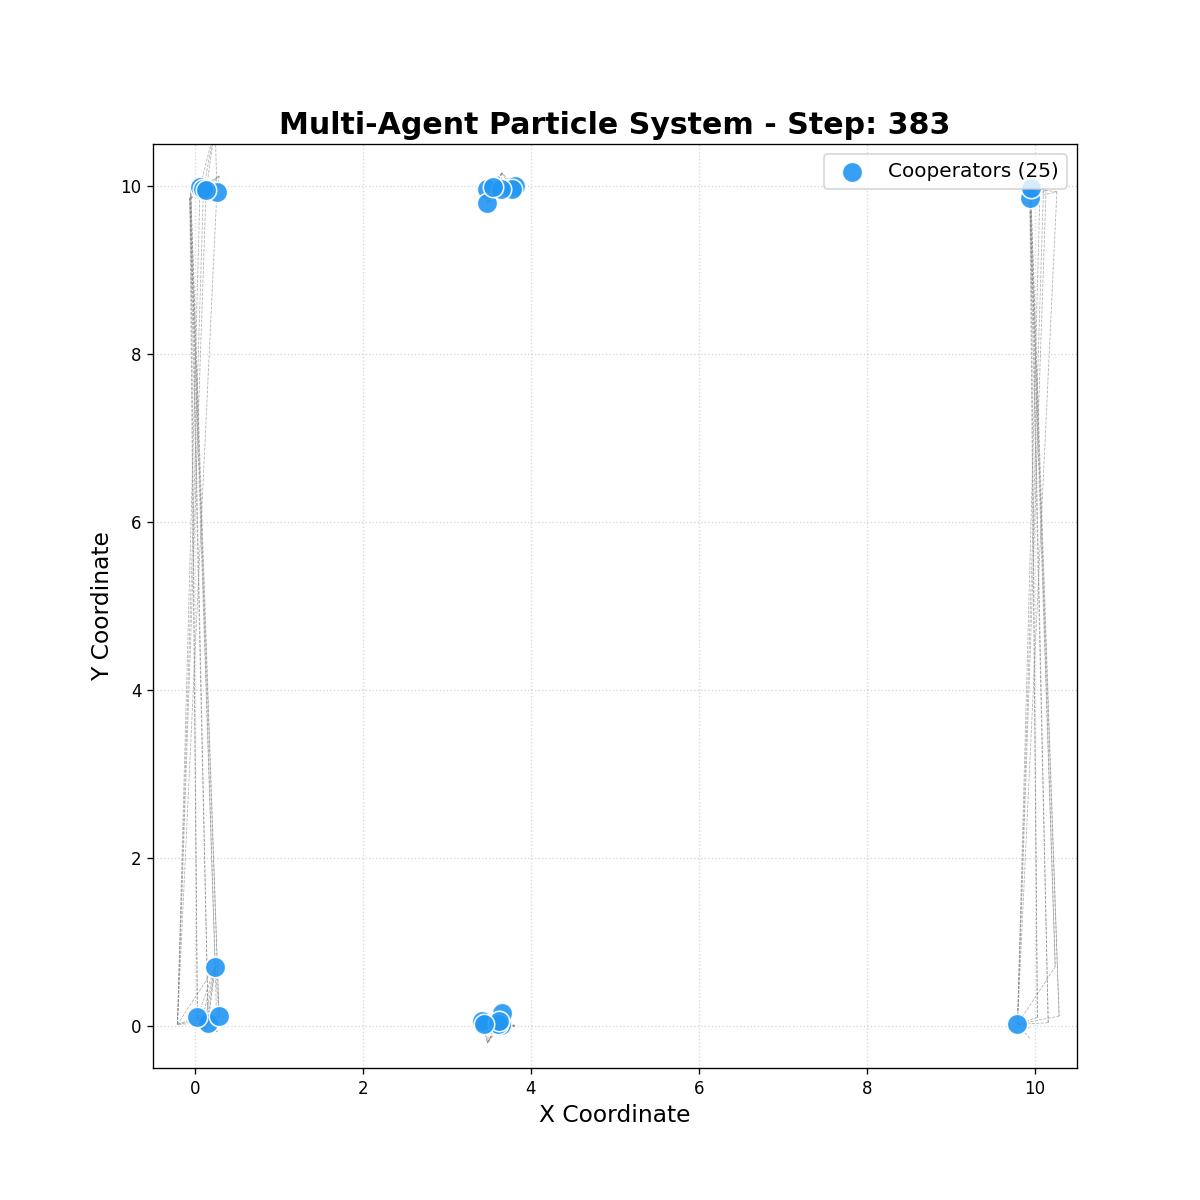 Multi-Agent Particle System - Step: 383
Cooperators (25)
10
8
6
4
2
0
Y Coordinate
0 2 4 6 8 10
X Coordinate